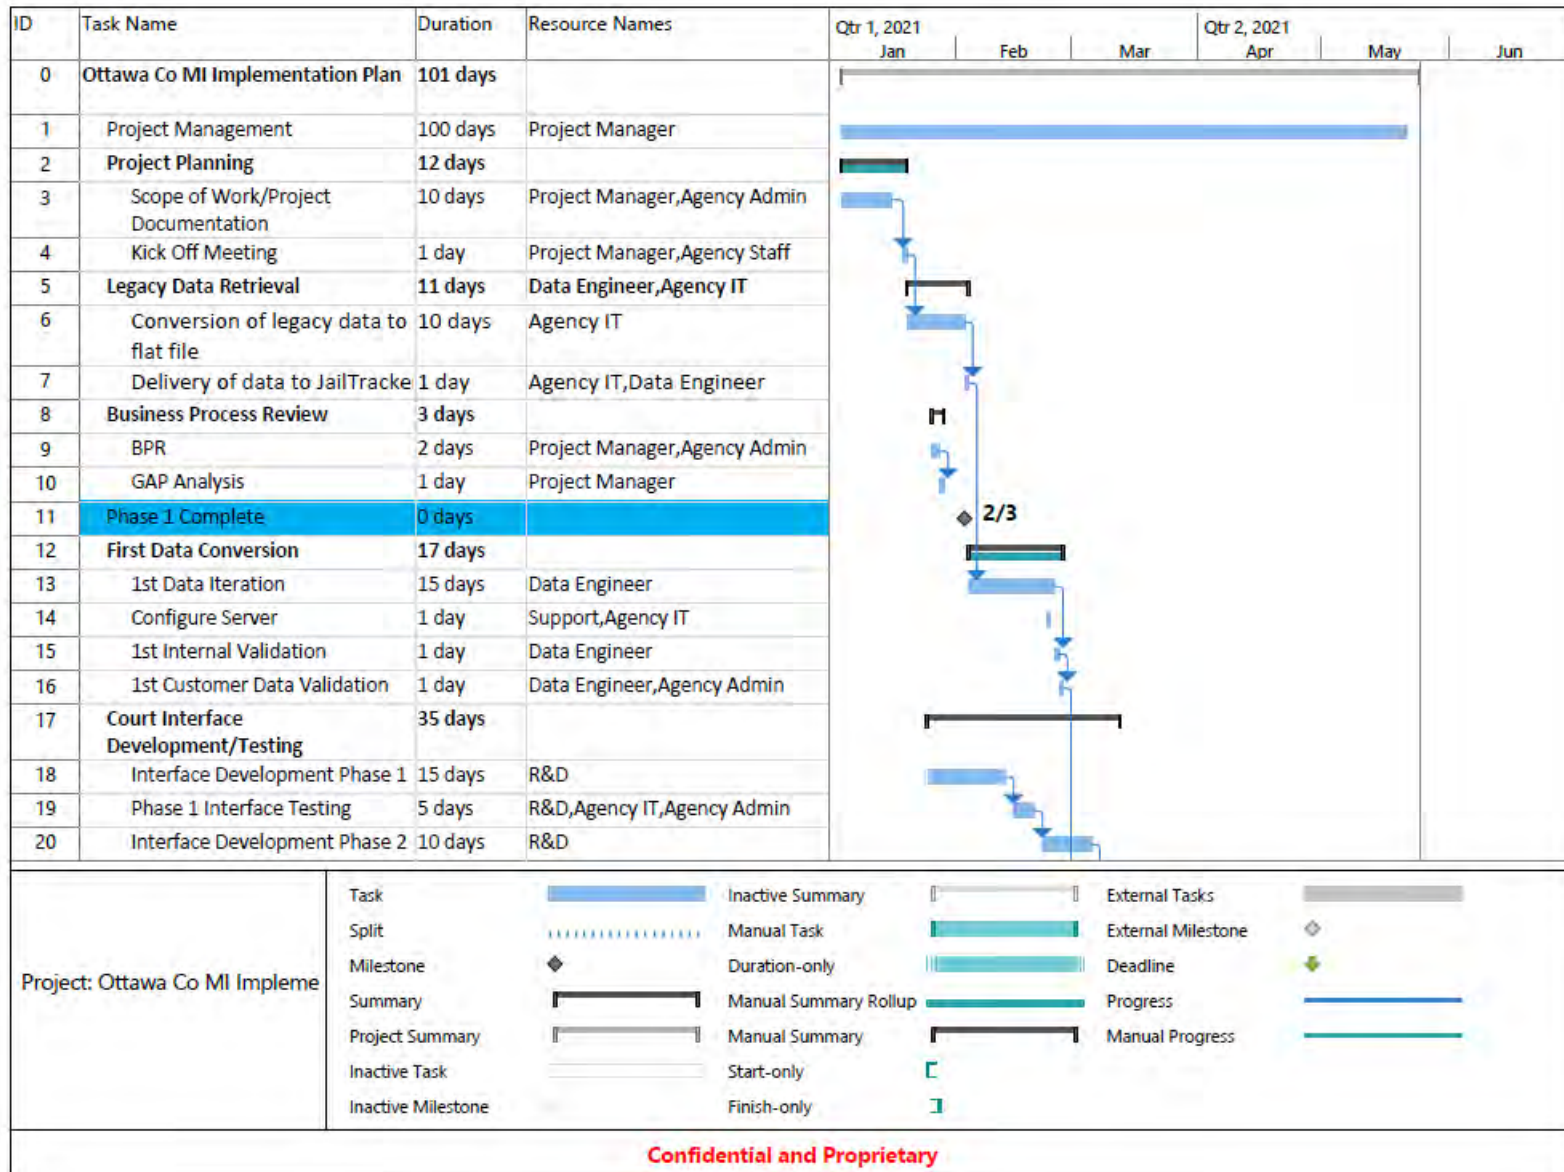 ID Task Name Duration Resource Names Qtr 1, 2021 Qtr 2, 2021
Jan Feb Mar Apr May Jun
0 Ottawa Co MI Implementation Plan 101 days
1 Project Management 100 days Project Manager
2 Project Planning 12 days
3 Scope of Work/Project 10 days Project Manager,Agency Admin
Documentation
4 Kick Off Meeting 1 day Project Manager,Agency Staff
5 Legacy Data Retrieval 11 days Data Engineer,Agency IT
6 Conversion of legacy data to 10 days Agency IT
flat file
7 Delivery of data to JailTracke 1 day Agency IT,Data Engineer
8 Business Process Review 3 days
9 BPR 2 days Project Manager,Agency Admin
10 GAP Analysis 1 day Project Manager
11 Phase 1 Complete 0 days 2/3
12 First Data Conversion 17 days
13 1st Data Iteration 15 days Data Engineer
14 Configure Server 1 day Support,Agency IT
15 1st Internal Validation 1 day Data Engineer
16 1st Customer Data Validation 1 day Data Engineer,Agency Admin
17 Court Interface 35 days
Development/Testing
18 Interface Development Phase 1 15 days R&D
19 Phase 1 Interface Testing 5 days R&D,Agency IT,Agency Admin
20 Interface Development Phase 2 10 days R&D
Project: Ottawa Co MI Impleme
Task Inactive Summary External Tasks
Split Manual Task External Milestone
Milestone Duration-only Deadline
Summary Manual Summary Rollup Progress
Project Summary Manual Summary Manual Progress
Inactive Task Start-only
Inactive Milestone Finish-only
Confidential and Proprietary